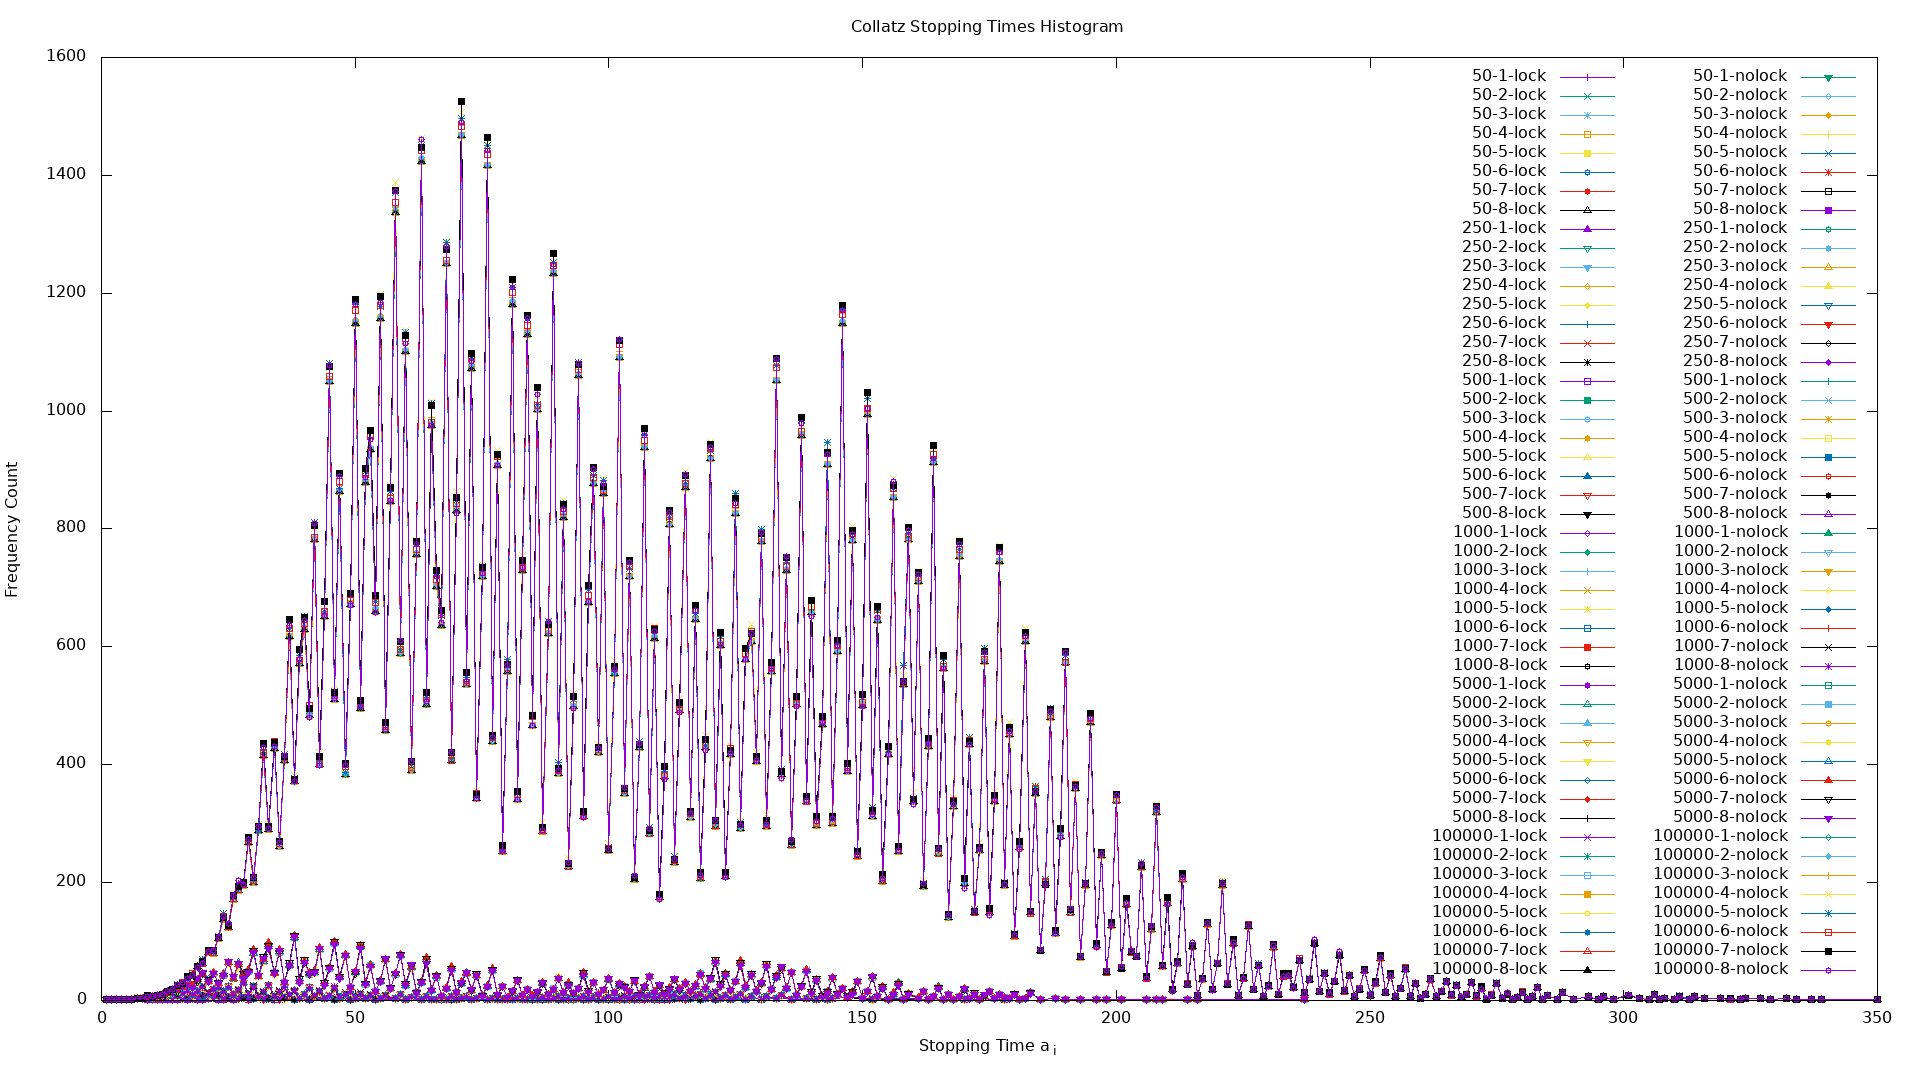 Collatz Stopping Times Histogram
1600
1400
1200
1000
800
600
400
200
0
Frequency Count
0 50 100 150 200 250 300 350
Stopping Time a i
50-1-lock
50-2-lock
50-3-lock
50-4-lock
50-5-lock
50-6-lock
50-7-lock
50-8-lock
250-1-lock
250-2-lock
250-3-lock
250-4-lock
250-5-lock
250-6-lock
250-7-lock
250-8-lock
500-1-lock
500-2-lock
500-3-lock
500-4-lock
500-5-lock
500-6-lock
500-7-lock
500-8-lock
1000-1-lock
1000-2-lock
1000-3-lock
1000-4-lock
1000-5-lock
1000-6-lock
1000-7-lock
1000-8-lock
5000-1-lock
5000-2-lock
5000-3-lock
5000-4-lock
5000-5-lock
5000-6-lock
5000-7-lock
5000-8-lock
100000-1-lock
100000-2-lock
100000-3-lock
100000-4-lock
100000-5-lock
100000-6-lock
100000-7-lock
100000-8-lock
50-1-nolock
50-2-nolock
50-3-nolock
50-4-nolock
50-5-nolock
50-6-nolock
50-7-nolock
50-8-nolock
250-1-nolock
250-2-nolock
250-3-nolock
250-4-nolock
250-5-nolock
250-6-nolock
250-7-nolock
250-8-nolock
500-1-nolock
500-2-nolock
500-3-nolock
500-4-nolock
500-5-nolock
500-6-nolock
500-7-nolock
500-8-nolock
1000-1-nolock
1000-2-nolock
1000-3-nolock
1000-4-nolock
1000-5-nolock
1000-6-nolock
1000-7-nolock
1000-8-nolock
5000-1-nolock
5000-2-nolock
5000-3-nolock
5000-4-nolock
5000-5-nolock
5000-6-nolock
5000-7-nolock
5000-8-nolock
100000-1-nolock
100000-2-nolock
100000-3-nolock
100000-4-nolock
100000-5-nolock
100000-6-nolock
100000-7-nolock
100000-8-nolock